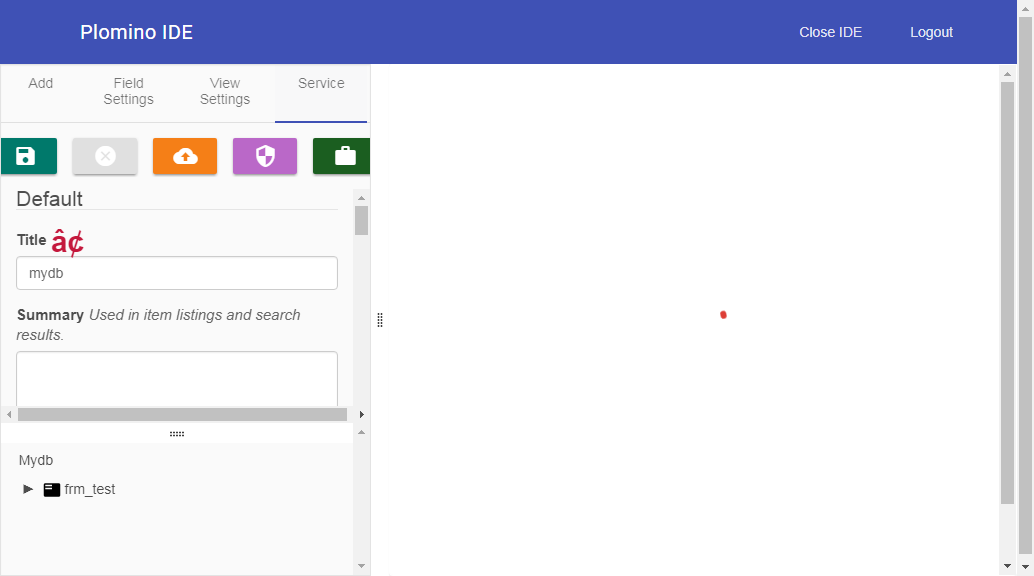 Plomino IDE
Close IDE
Logout
Add
Field
Settings
View
Settings
Service
Default
Title â¢
mydb
Summary Used in item listings and search
results.
Mydb
frm_test